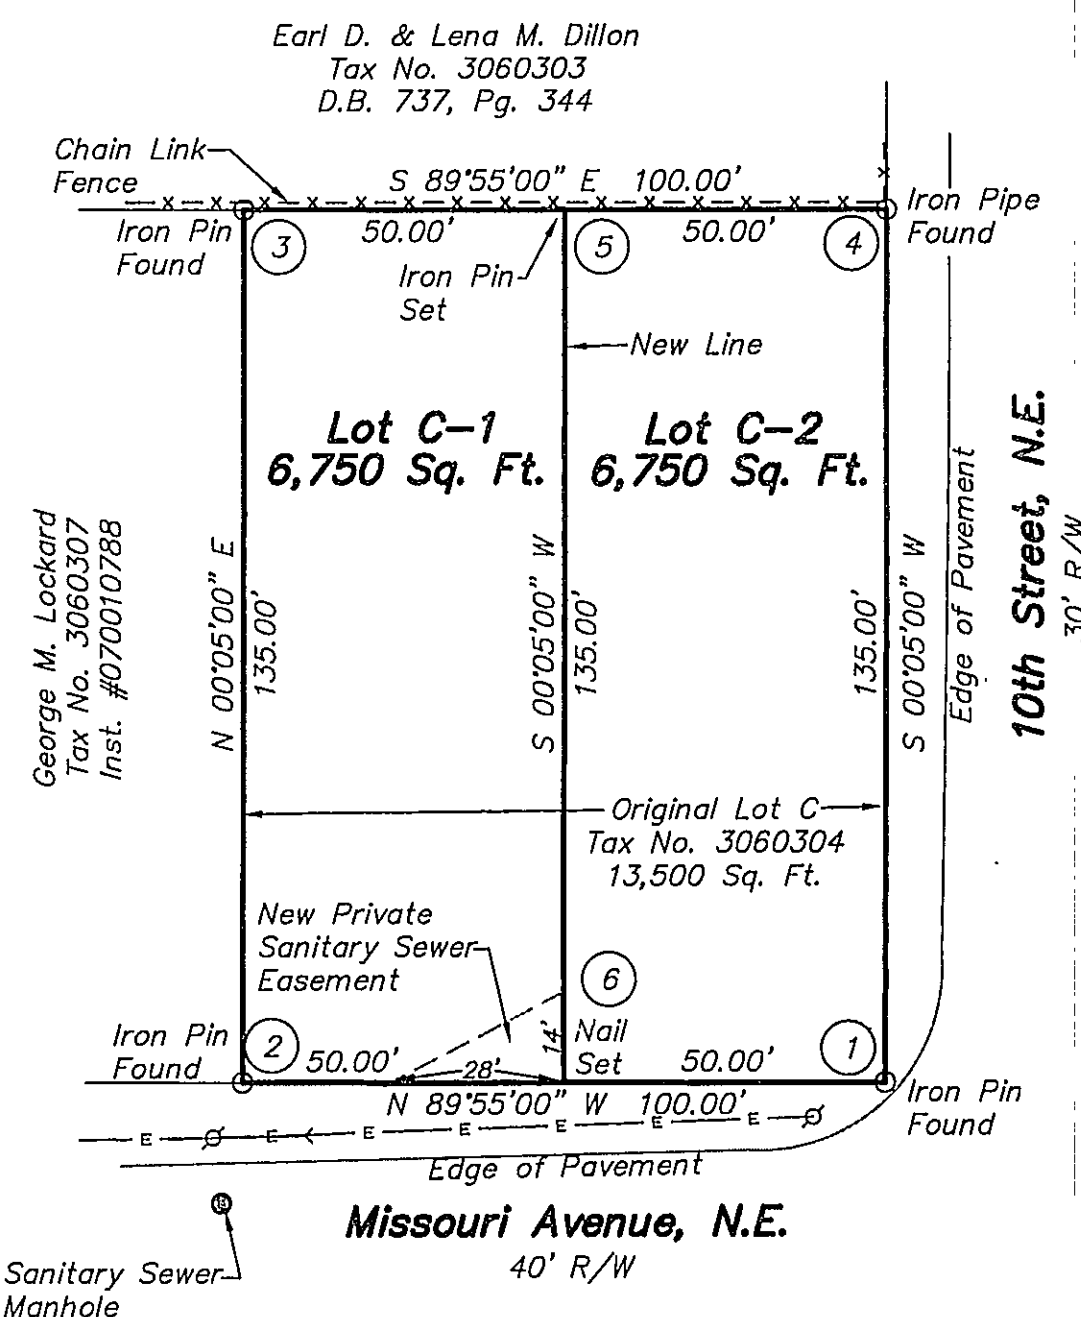 Earl D. & Lena M. Dillon
Tax No. 3060303
D.B. 737, Pg. 344
Chain Link
Fence
S 89°55'00" E 100.00'
Iron Pin
Found
3
50.00'
Iron Pin
Set
5
50.00'
4
Iron Pipe
Found
New Line
Lot C-1
6,750 Sq. Ft.
Lot C-2
6,750 Sq. Ft.
George M. Lockard
Tax No. 3060307
Inst. #070010788
N 00°05'00" E
135.00'
S 00°05'00" W
135.00'
135.00'
S 00°05'00" W
Edge of Pavement
10th Street, N.E.
30' R/W
Original Lot C
Tax No. 3060304
13,500 Sq. Ft.
New Private
Sanitary Sewer
Easement
6
Nail
Set
14'
28'
Iron Pin
Found
2
50.00'
50.00'
1
Iron Pin
Found
N 89°55'00" W 100.00'
E E E E E E E
Edge of Pavement
Missouri Avenue, N.E.
40' R/W
Sanitary Sewer
Manhole